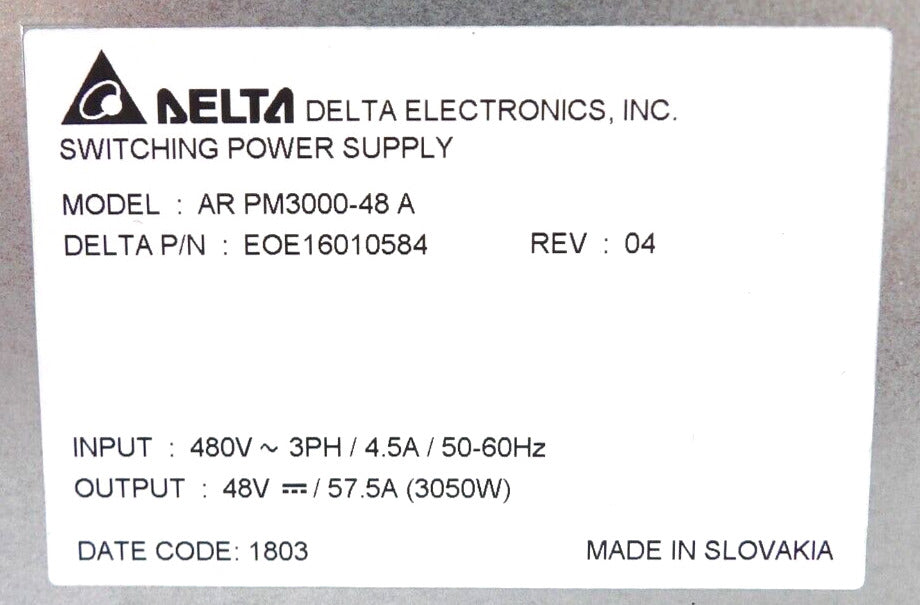 DELTA DELTA ELECTRONICS, INC.
SWITCHING POWER SUPPLY
MODEL : AR PM3000-48 A
DELTA P/N : EOE16010584 REV : 04
INPUT : 480V ~ 3PH / 4.5A / 50-60Hz
OUTPUT : 48V ⎓ / 57.5A (3050W)
DATE CODE: 1803 MADE IN SLOVAKIA